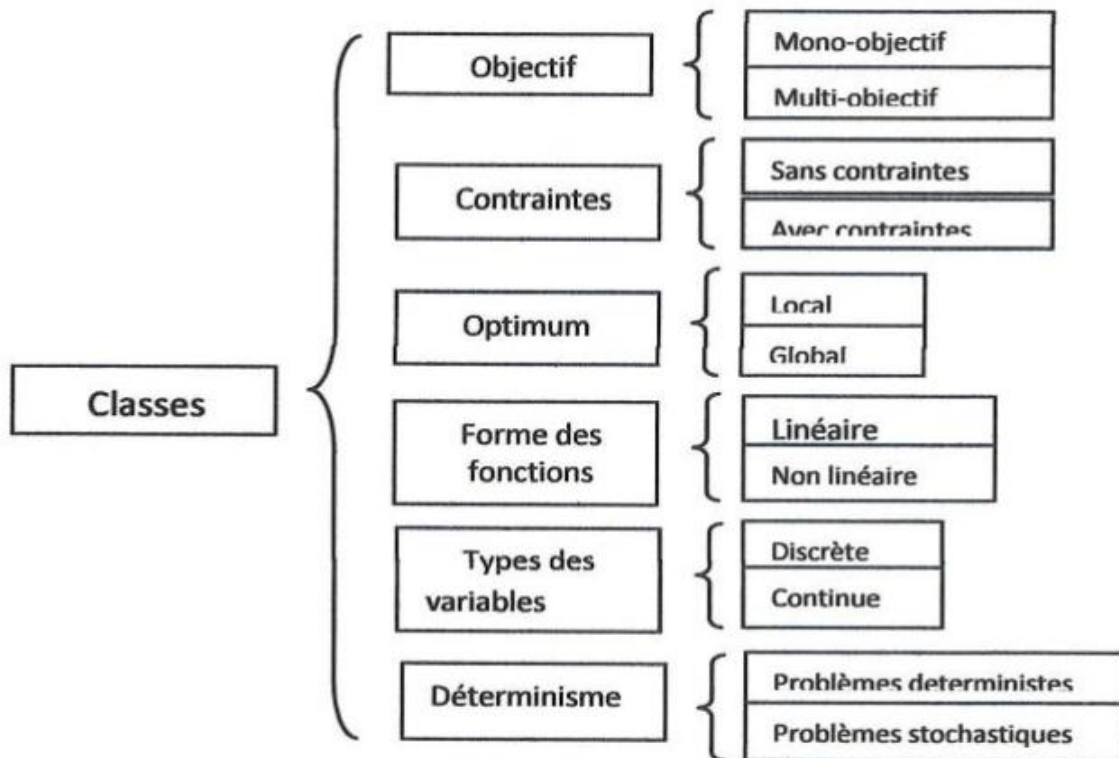 Classes
Objectif
Mono-objectif
Multi-obiectif
Contraintes
Sans contraintes
Avec contraintes
Optimum
Local
Global
Forme des
fonctions
Linéaire
Non linéaire
Types des
variables
Discrète
Continue
Déterminisme
Problèmes deterministes
Problèmes stochastiques